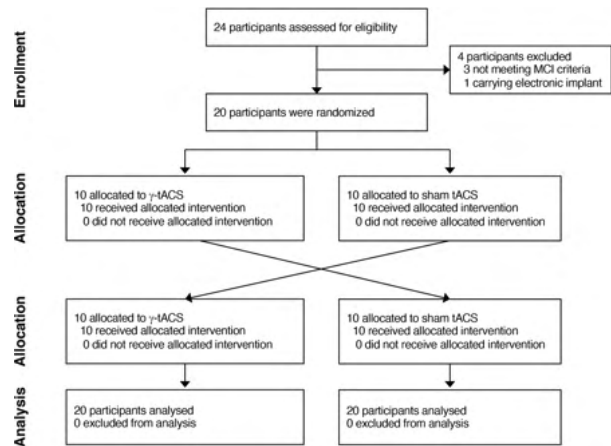 Enrollment
24 participants assessed for eligibility
4 participants excluded
3 not meeting MCI criteria
1 carrying electronic implant
20 participants were randomized
Allocation
10 allocated to γ-tACS
10 received allocated intervention
0 did not receive allocated intervention
10 allocated to sham tACS
10 received allocated intervention
0 did not receive allocated intervention
Allocation
10 allocated to γ-tACS
10 received allocated intervention
0 did not receive allocated intervention
10 allocated to sham tACS
10 received allocated intervention
0 did not receive allocated intervention
Analysis
20 participants analysed
0 excluded from analysis
20 participants analysed
0 excluded from analysis